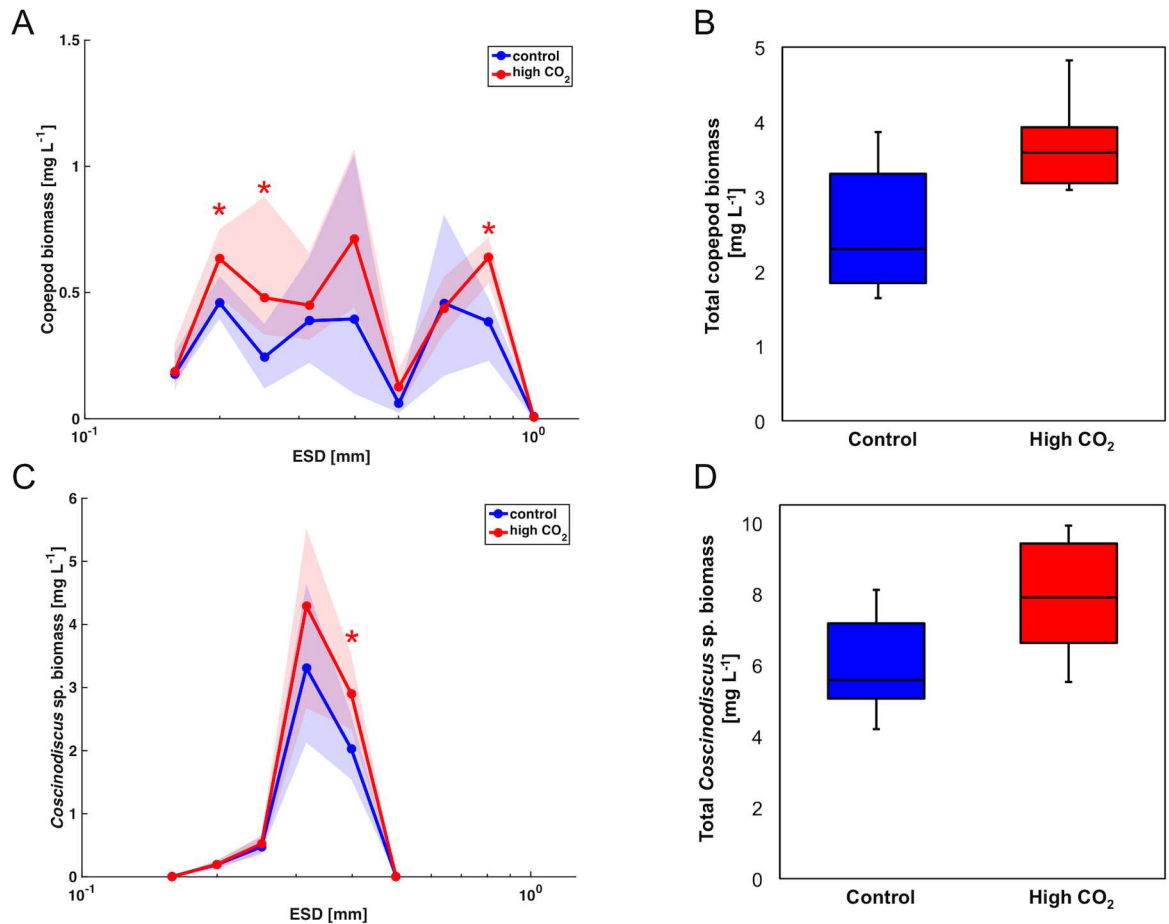 A
Copepod biomass [mg L⁻¹]
1.5
1
0.5
0
10⁻¹
10⁰
ESD [mm]
control
high CO₂
*
*
*
B
Total copepod biomass
[mg L⁻¹]
5
4
3
2
1
0
Control
High CO₂
C
Coscinodiscus sp. biomass [mg L⁻¹]
6
5
4
3
2
1
0
10⁻¹
10⁰
ESD [mm]
control
high CO₂
*
D
Total Coscinodiscus sp. biomass
[mg L⁻¹]
10
8
6
4
2
0
Control
High CO₂